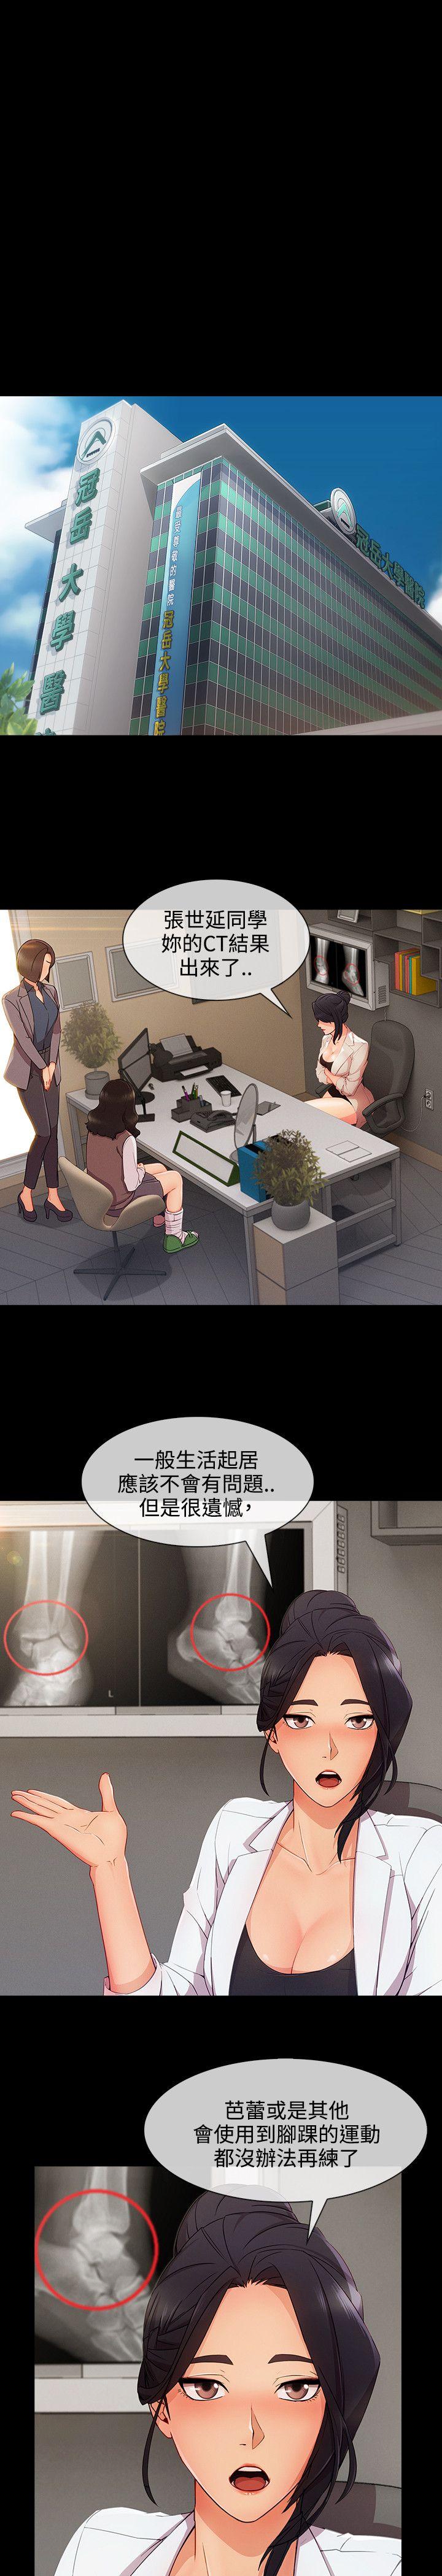 冠岳大學醫
冠岳大學醫院
冠岳大學醫院
張世延同學
妳的CT結果
出來了..
一般生活起居
應該不會有問題..
但是很遺憾,
L
芭蕾或是其他
會使用到腳踝的運動
都沒辦法再練了